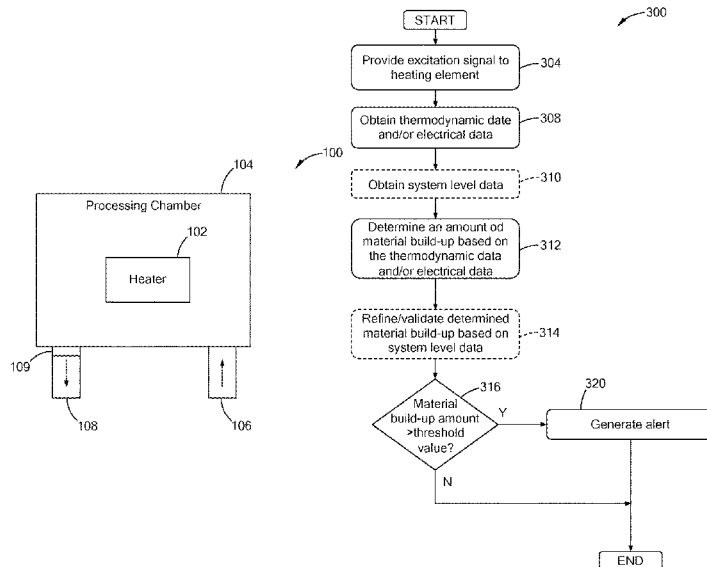 START
300
Provide excitation signal to
heating element
304
Obtain thermodynamic date
and/or electrical data
308
100
104
Obtain system level data
310
Processing Chamber
102
Heater
Determine an amount od
material build-up based on
the thermodynamic data
and/or electrical data
312
Refine/validate determined
material build-up based on
system level data
314
109
108
106
316
Material
build-up amount
>threshold
value?
Y
320
Generate alert
N
END